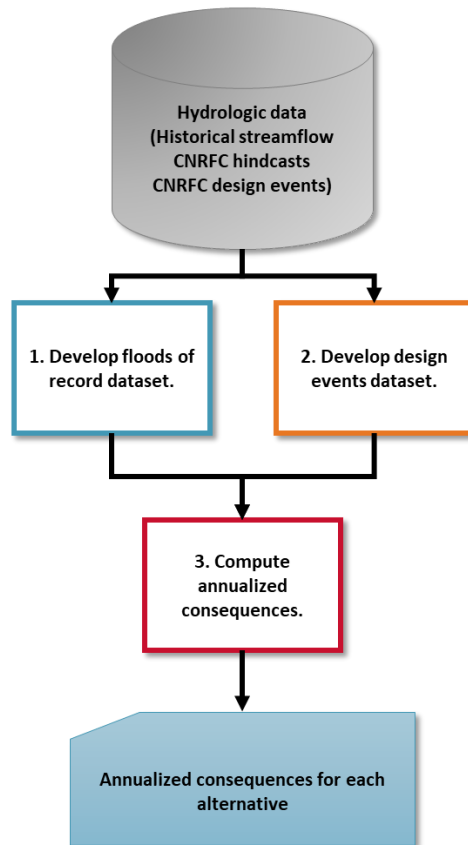 Hydrologic data
(Historical streamflow
CNRFC hindcasts
CNRFC design events)
1. Develop floods of
record dataset.
2. Develop design
events dataset.
3. Compute
annualized
consequences.
Annualized consequences for each
alternative